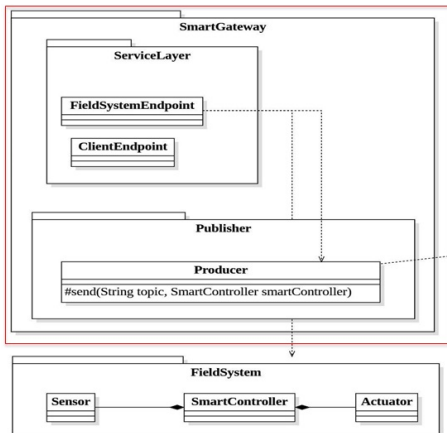 SmartGateway
ServiceLayer
FieldSystemEndpoint
ClientEndpoint
Publisher
Producer
#send(String topic, SmartController smartController)
FieldSystem
Sensor SmartController Actuator